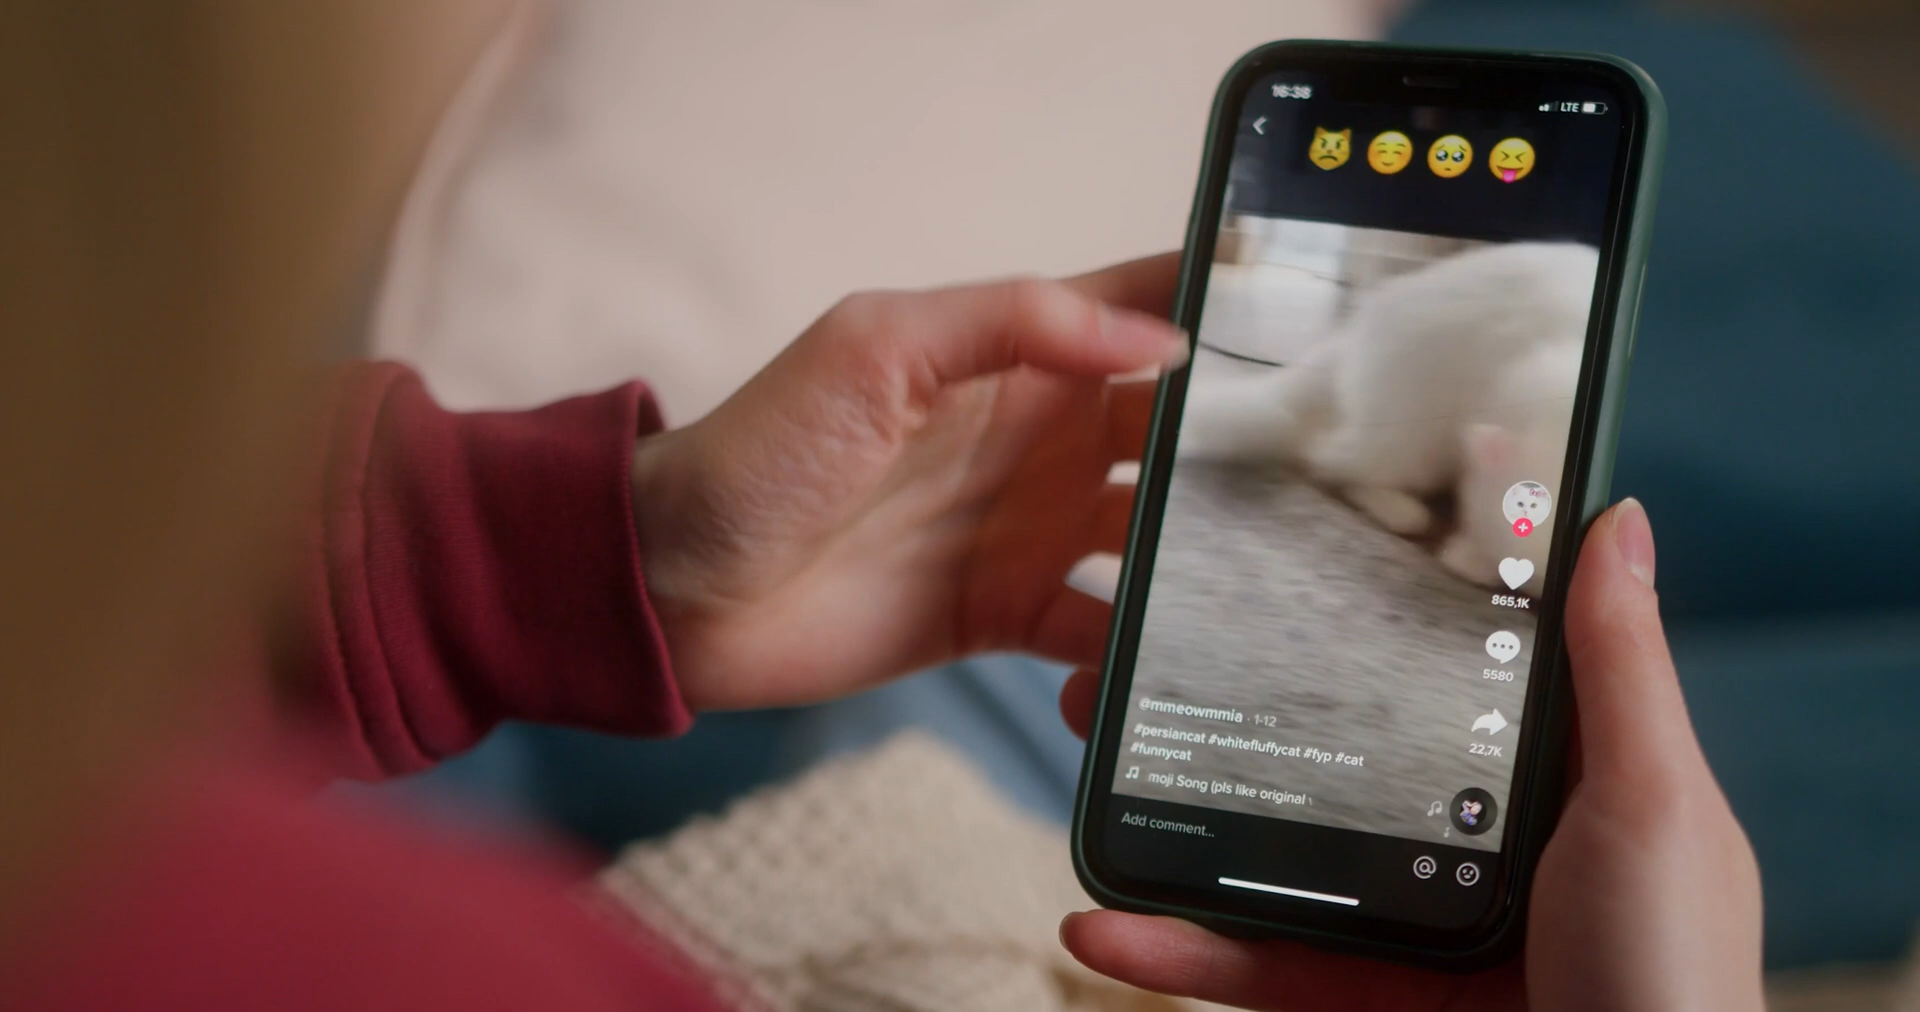 16:38
LTE
865,1K
5580
22,7K
@mmeowmmia · 1-12
#persiancat #whitefluffycat #fyp #cat
#funnycat
moji Song (pls like original
Add comment...